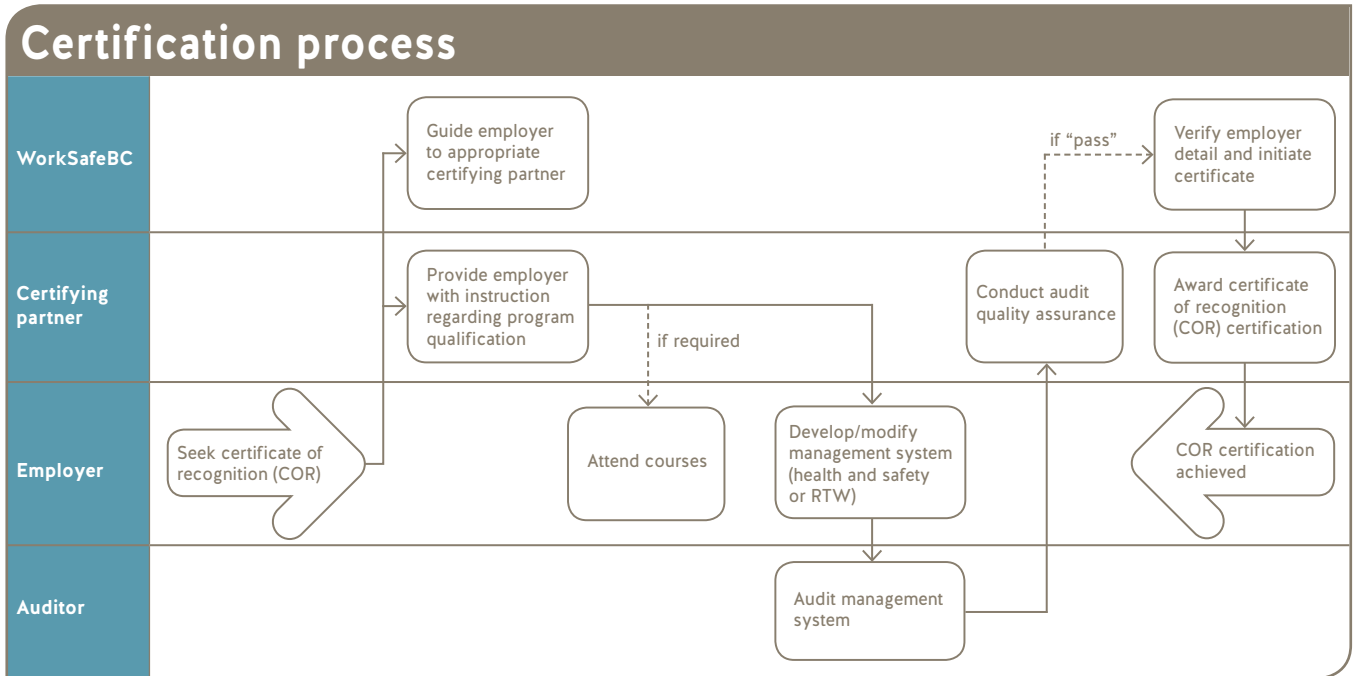 Certification process
WorkSafeBC
Guide employer
to appropriate
certifying partner
if “pass”
Verify employer
detail and initiate
certificate
Certifying
partner
Provide employer
with instruction
regarding program
qualification
if required
Conduct audit
quality assurance
Award certificate
of recognition
(COR) certification
Employer
Seek certificate of
recognition (COR)
Attend courses
Develop/modify
management system
(health and safety
or RTW)
COR certification
achieved
Auditor
Audit management
system